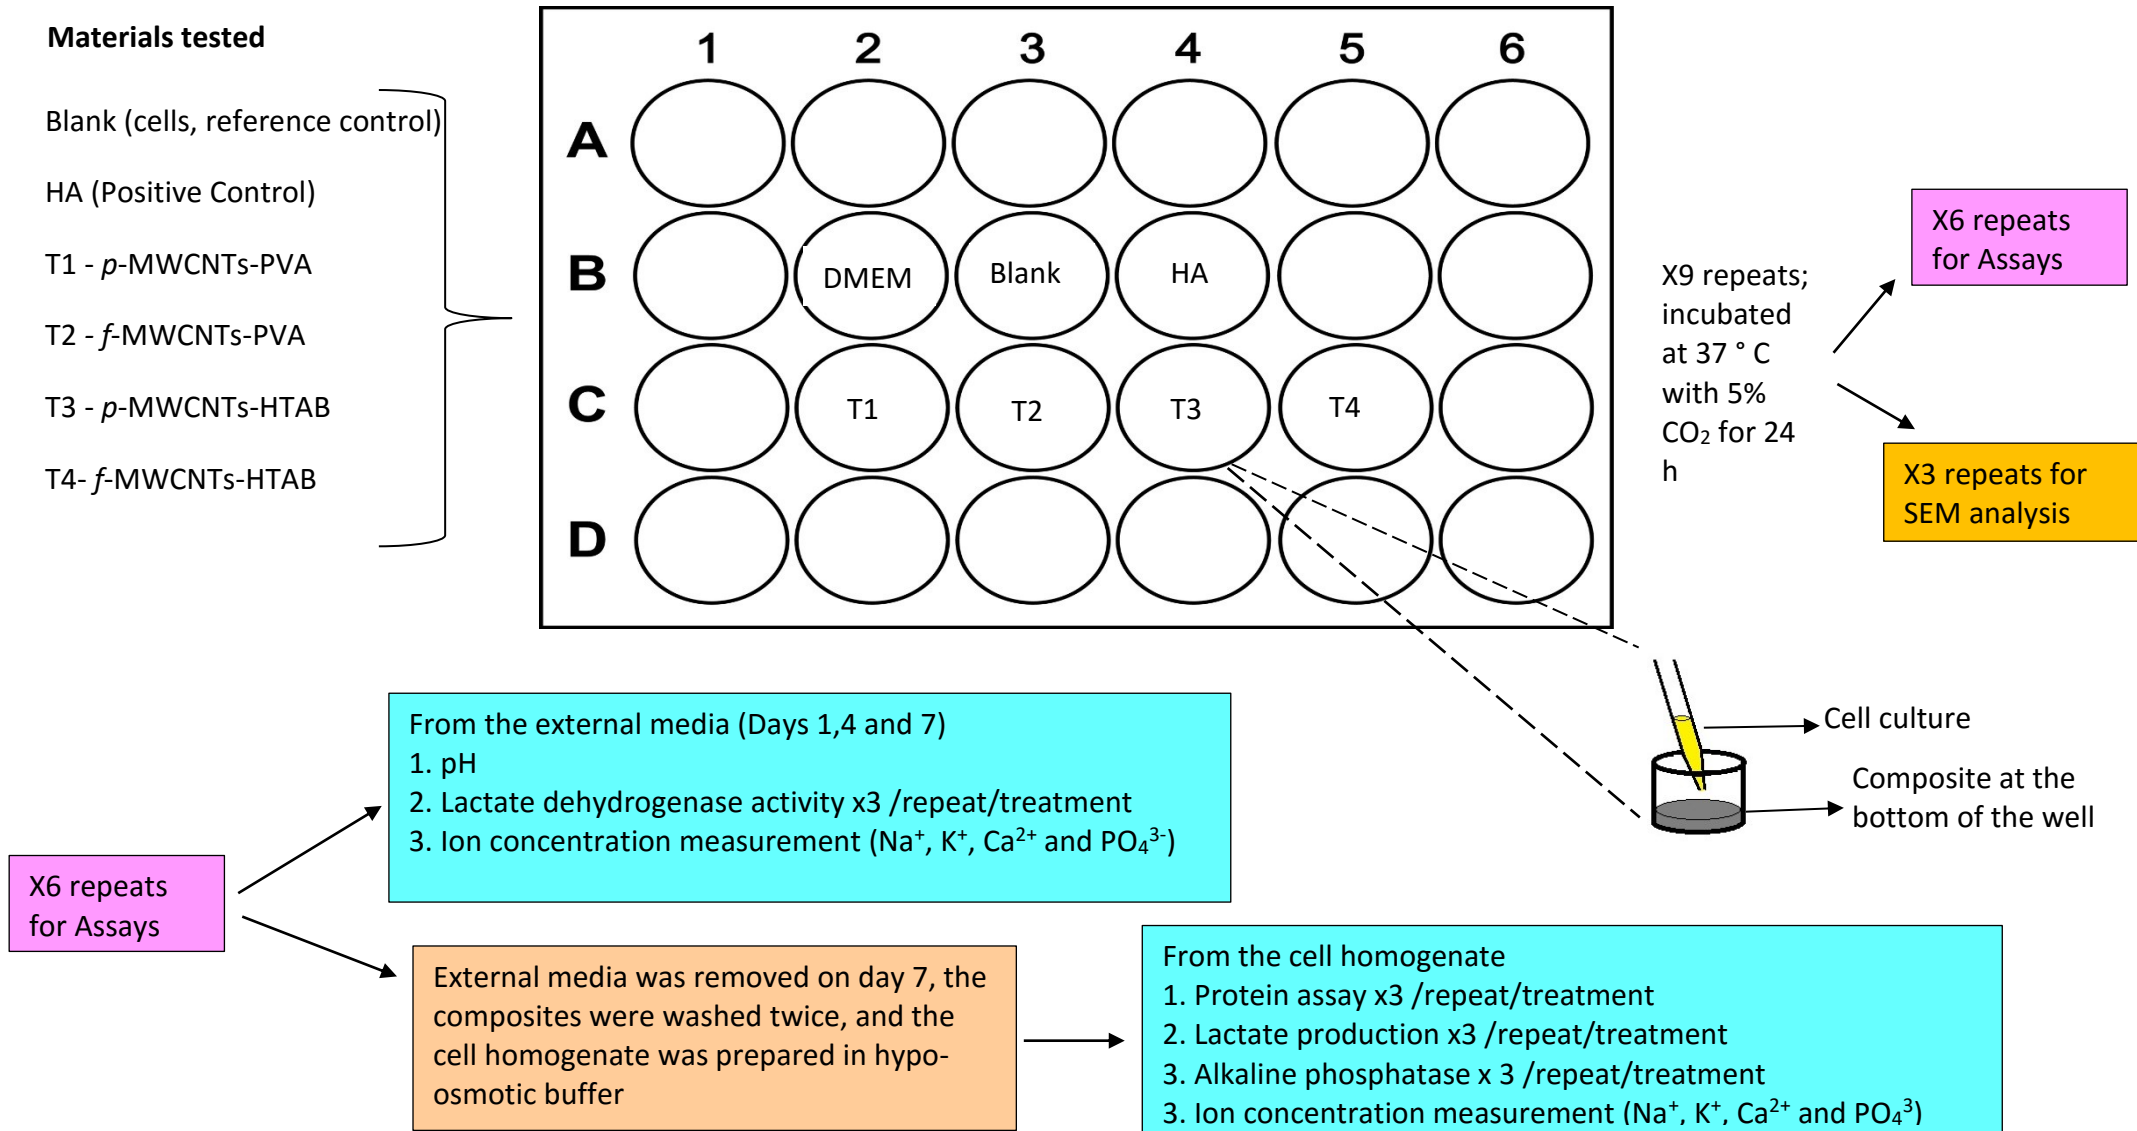 Materials tested
Blank (cells, reference control)
HA (Positive Control)
T1 - p-MWCNTs-PVA
T2 - f-MWCNTs-PVA
T3 - p-MWCNTs-HTAB
T4- f-MWCNTs-HTAB
1 2 3 4 5 6
A
B DMEM Blank HA
C T1 T2 T3 T4
D
X9 repeats;
incubated
at 37 ° C
with 5%
CO₂ for 24
h
X6 repeats
for Assays
X3 repeats for
SEM analysis
Cell culture
Composite at the
bottom of the well
X6 repeats
for Assays
From the external media (Days 1,4 and 7)
1. pH
2. Lactate dehydrogenase activity x3 /repeat/treatment
3. Ion concentration measurement (Na⁺, K⁺, Ca²⁺ and PO₄³⁻)
External media was removed on day 7, the
composites were washed twice, and the
cell homogenate was prepared in hypo-
osmotic buffer
From the cell homogenate
1. Protein assay x3 /repeat/treatment
2. Lactate production x3 /repeat/treatment
3. Alkaline phosphatase x 3 /repeat/treatment
3. Ion concentration measurement (Na⁺, K⁺, Ca²⁺ and PO₄³)